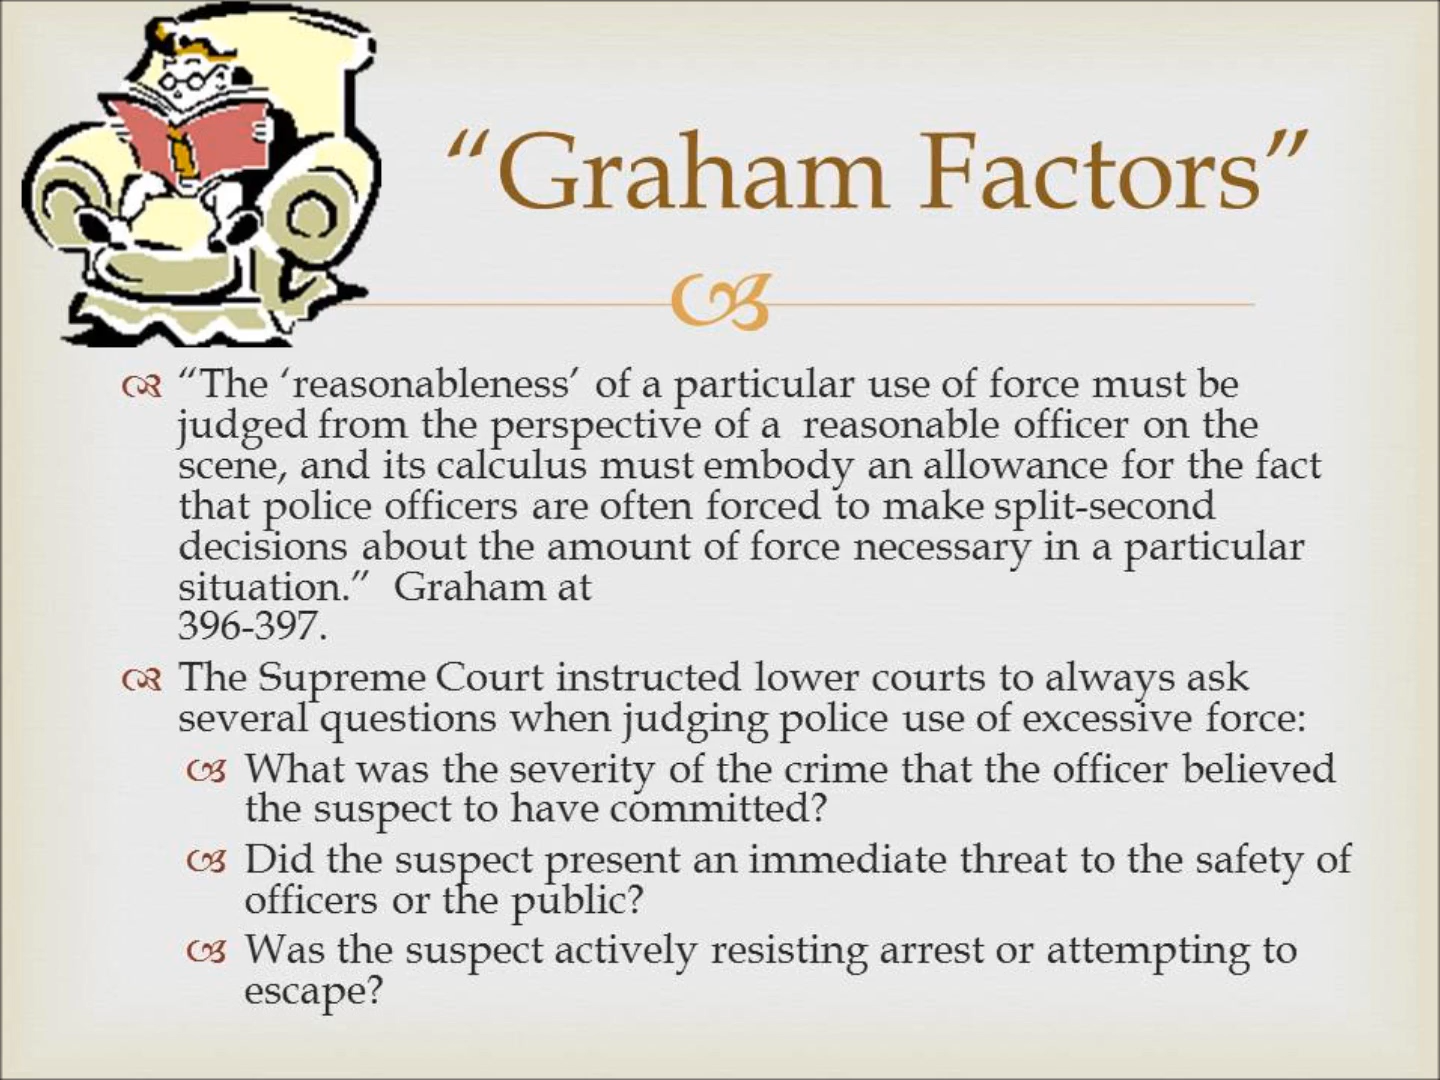 “Graham Factors”
“The ‘reasonableness’ of a particular use of force must be
judged from the perspective of a reasonable officer on the
scene, and its calculus must embody an allowance for the fact
that police officers are often forced to make split-second
decisions about the amount of force necessary in a particular
situation.” Graham at
396-397.
The Supreme Court instructed lower courts to always ask
several questions when judging police use of excessive force:
What was the severity of the crime that the officer believed
the suspect to have committed?
Did the suspect present an immediate threat to the safety of
officers or the public?
Was the suspect actively resisting arrest or attempting to
escape?